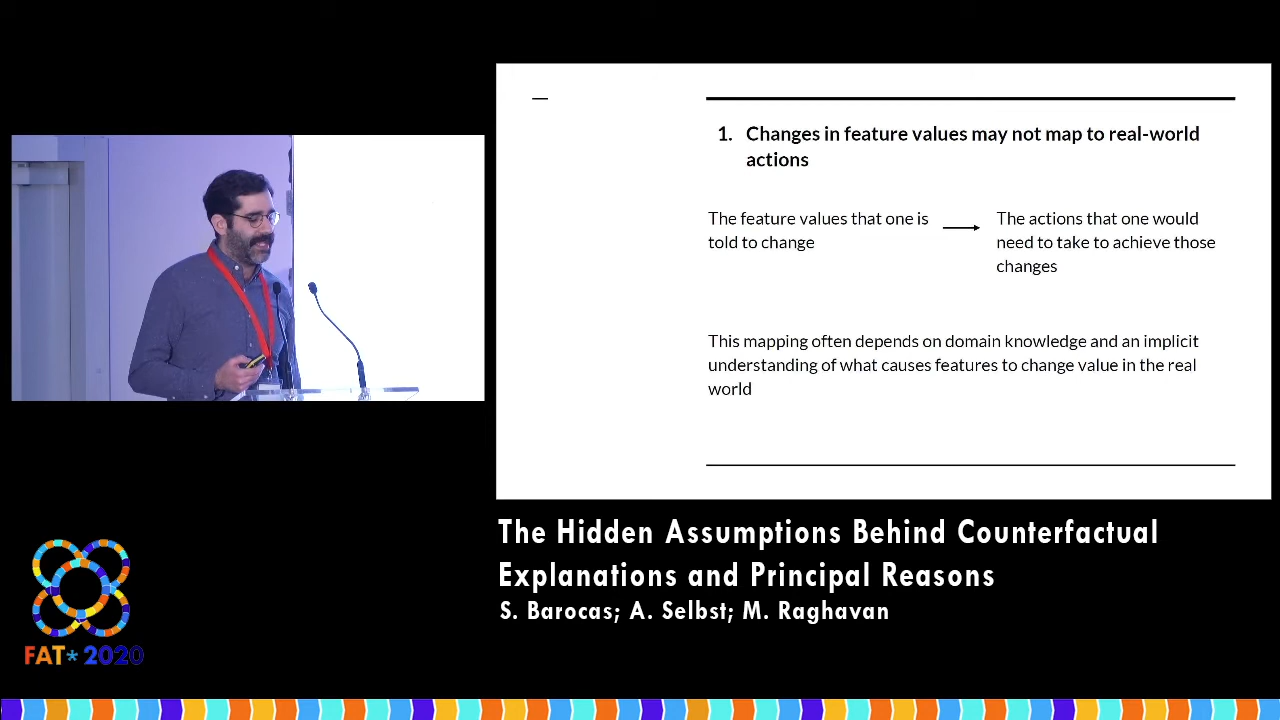 1. Changes in feature values may not map to real-world
actions
The feature values that one is
told to change
The actions that one would
need to take to achieve those
changes
This mapping often depends on domain knowledge and an implicit
understanding of what causes features to change value in the real
world
The Hidden Assumptions Behind Counterfactual
Explanations and Principal Reasons
S. Barocas; A. Selbst; M. Raghavan
FAT* 2020